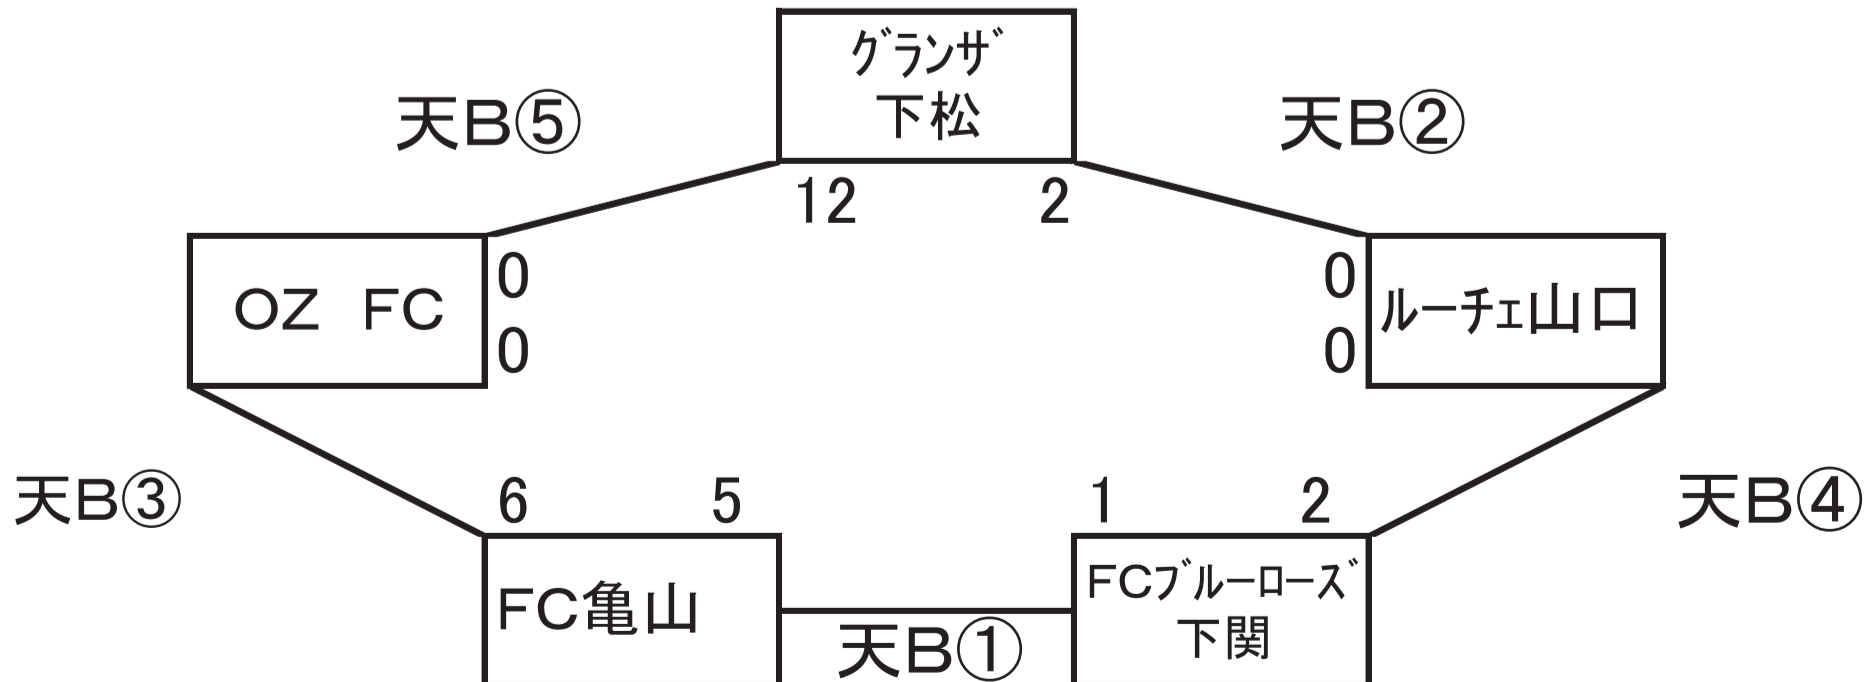 ｸﾞﾗﾝｻﾞ
下松
天Ｂ⑤
天Ｂ②
12 2
ＯＺ　ＦＣ
0
0
0
0
ﾙｰﾁｪ山口
天Ｂ③
6 5
1 2
天Ｂ④
ＦＣ亀山
天Ｂ①
ＦＣﾌﾞﾙｰﾛｰｽﾞ
下関